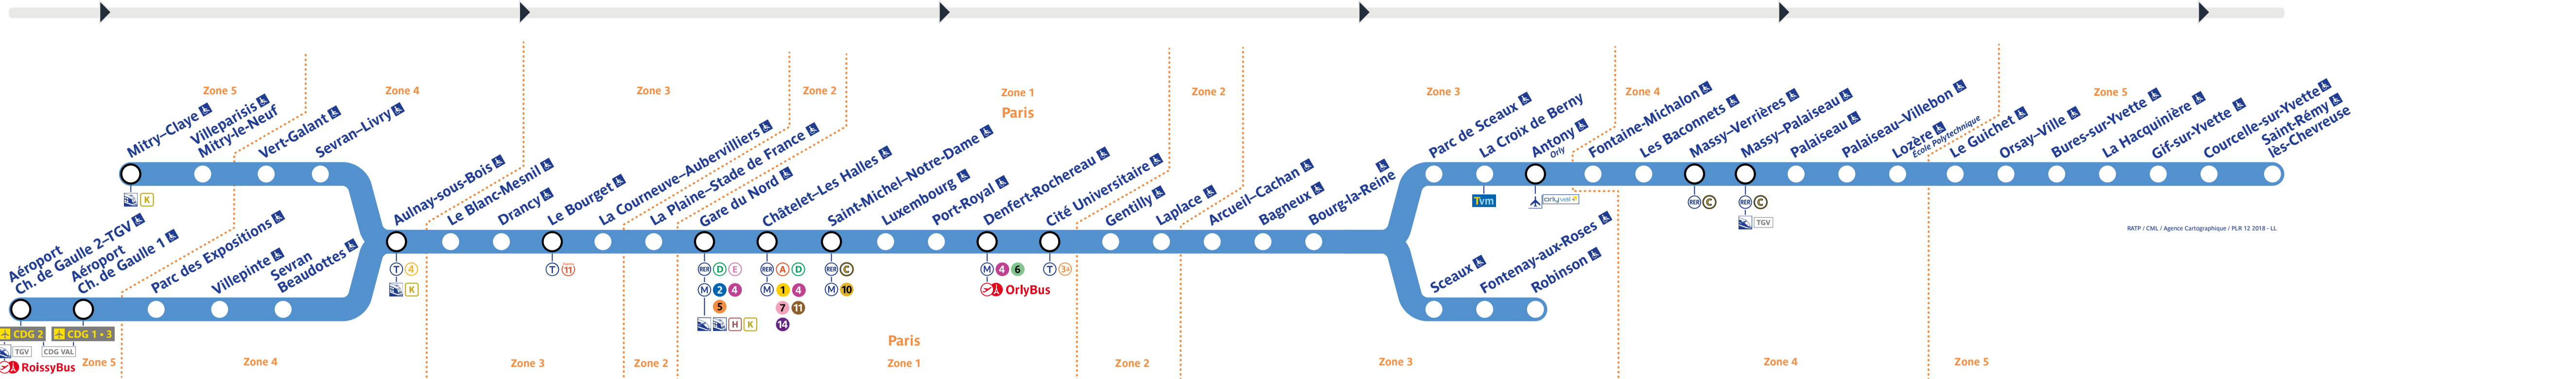 Zone 5
Zone 4
Zone 3
Zone 2
Zone 1
Paris
Zone 2
Zone 3
Zone 4
Zone 5
Mitry–Claye
Villeparisis
Mitry-le-Neuf
Vert-Galant
Sevran–Livry
Aéroport
Ch. de Gaulle 2–TGV
Aéroport
Ch. de Gaulle 1
Parc des Expositions
Villepinte
Sevran
Beaudottes
Aulnay-sous-Bois
Le Blanc-Mesnil
Drancy
Le Bourget
La Courneuve–Aubervilliers
La Plaine–Stade de France
Gare du Nord
Châtelet–Les Halles
Saint-Michel–Notre-Dame
Luxembourg
Port-Royal
Denfert-Rochereau
Cité Universitaire
Gentilly
Laplace
Arcueil–Cachan
Bagneux
Bourg-la-Reine
Parc de Sceaux
La Croix de Berny
Antony
Orly
Fontaine-Michalon
Les Baconnets
Massy–Verrières
Massy–Palaiseau
Palaiseau
Palaiseau–Villebon
Lozère
École Polytechnique
Le Guichet
Orsay–Ville
Bures-sur-Yvette
La Hacquinière
Gif-sur-Yvette
Courcelle-sur-Yvette
Saint-Rémy
lès-Chevreuse
Sceaux
Fontenay-aux-Roses
Robinson
K
CDG 2
CDG 1 • 3
TGV
CDG VAL
RoissyBus
T 4
K
T 11
RER D E
M 2 4
5
H K
RER A D
M 1 4
7 11
14
RER C
M 10
M 4 6
OrlyBus
T 3a
Tvm
orlyval
RER C
RER C
TGV
RATP / CML / Agence Cartographique / PLR 12 2018 - LL
Zone 5
Zone 4
Zone 3
Zone 2
Paris
Zone 1
Zone 2
Zone 3
Zone 4
Zone 5